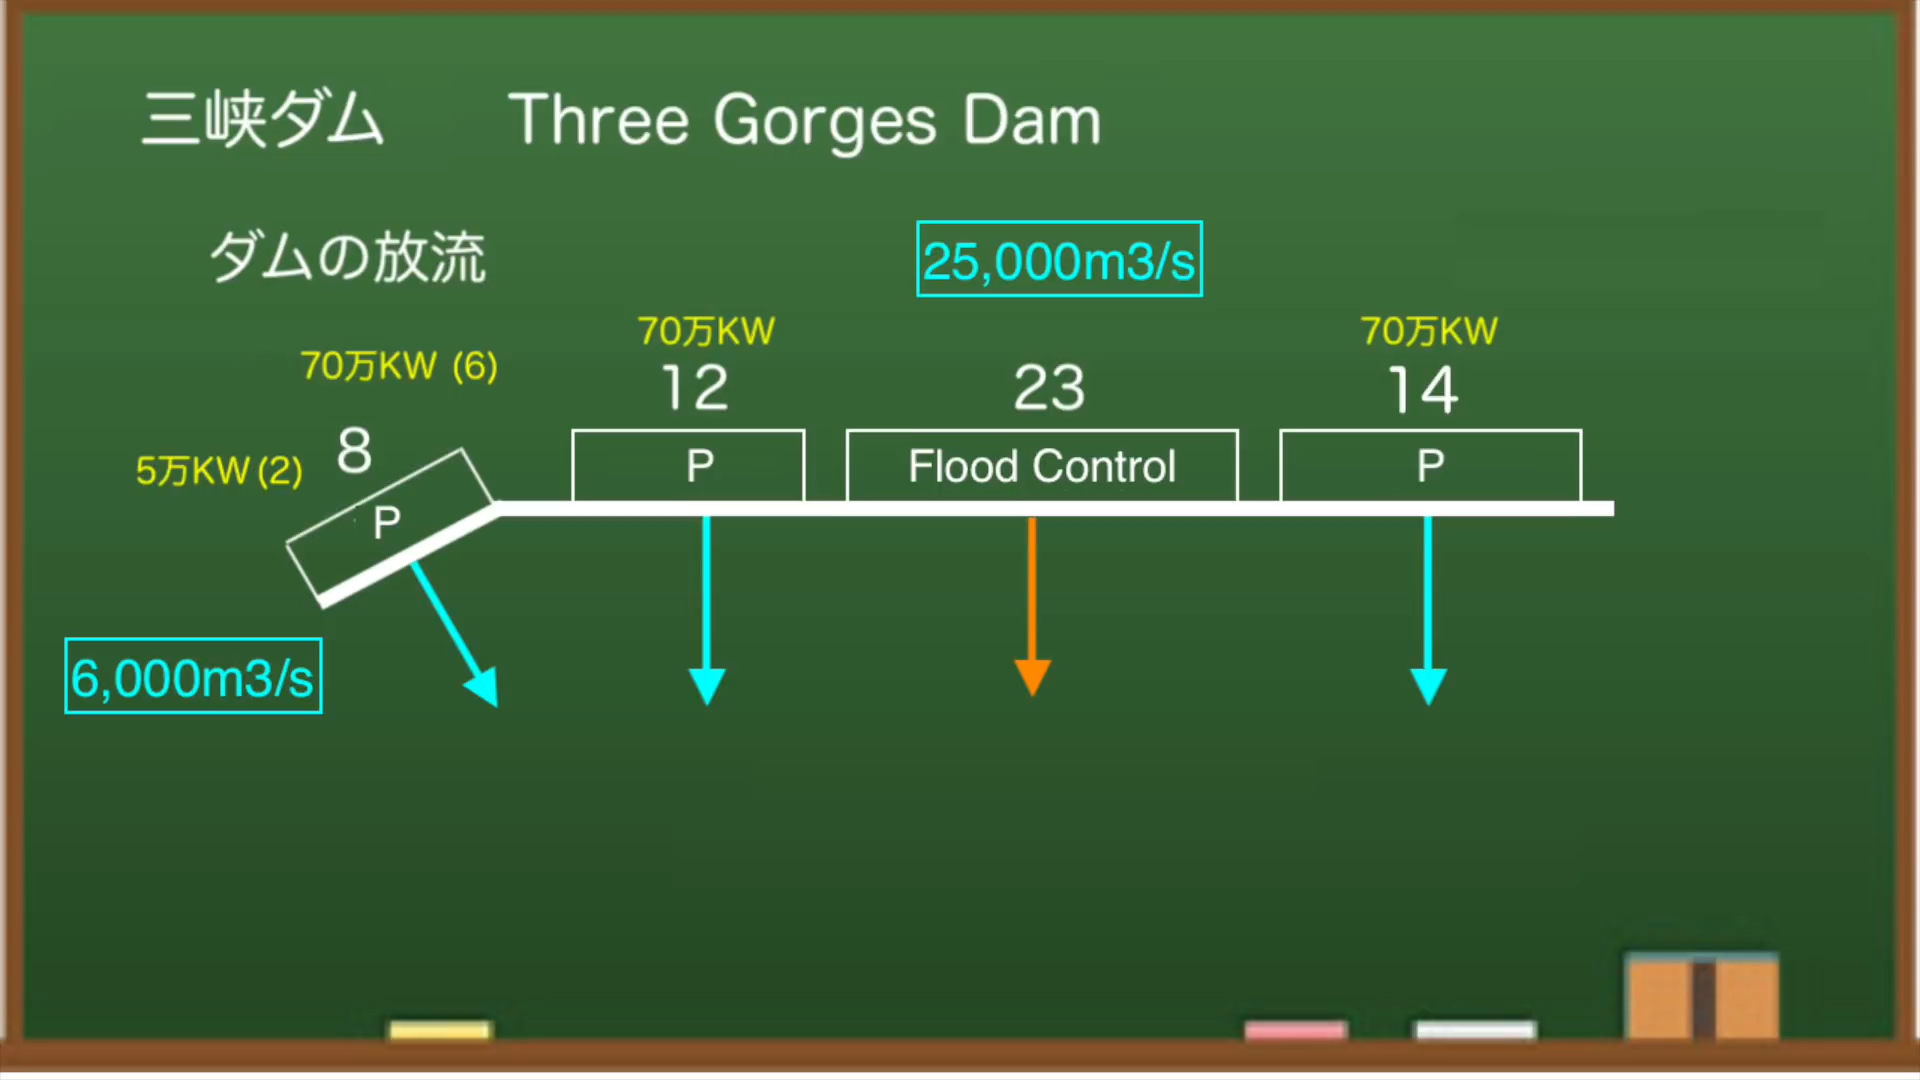 三峡ダム Three Gorges Dam
ダムの放流
25,000m3/s
70万KW
70万KW
70万KW (6)
12
23
14
8
5万KW (2)
P
Flood Control
P
P
6,000m3/s